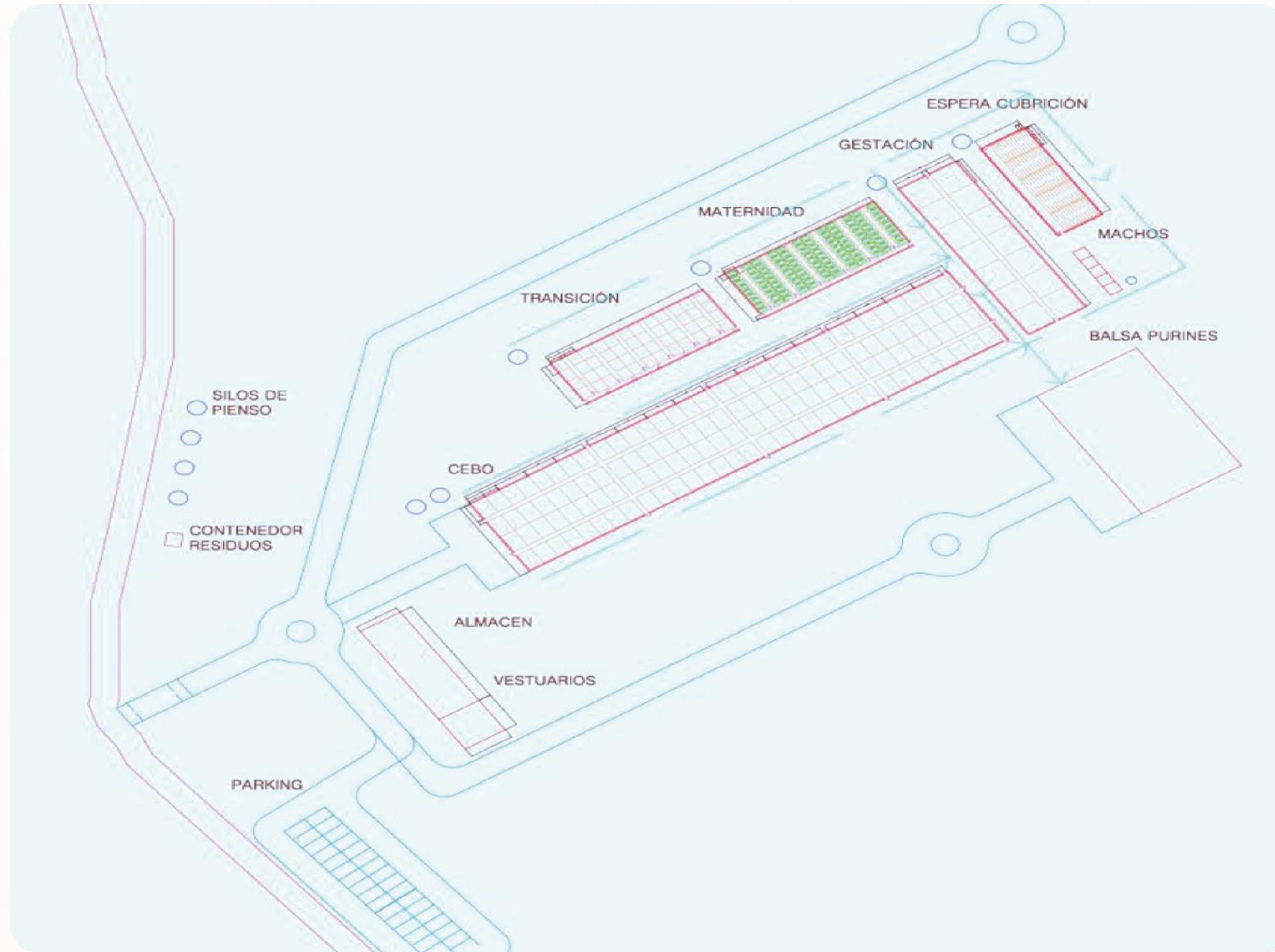 ESPERA CUBRICIÓN
GESTACIÓN
MATERNIDAD
MACHOS
TRANSICIÓN
BALSA PURINES
SILOS DE
PIENSO
CEBO
CONTENEDOR
RESIDUOS
ALMACEN
VESTUARIOS
PARKING